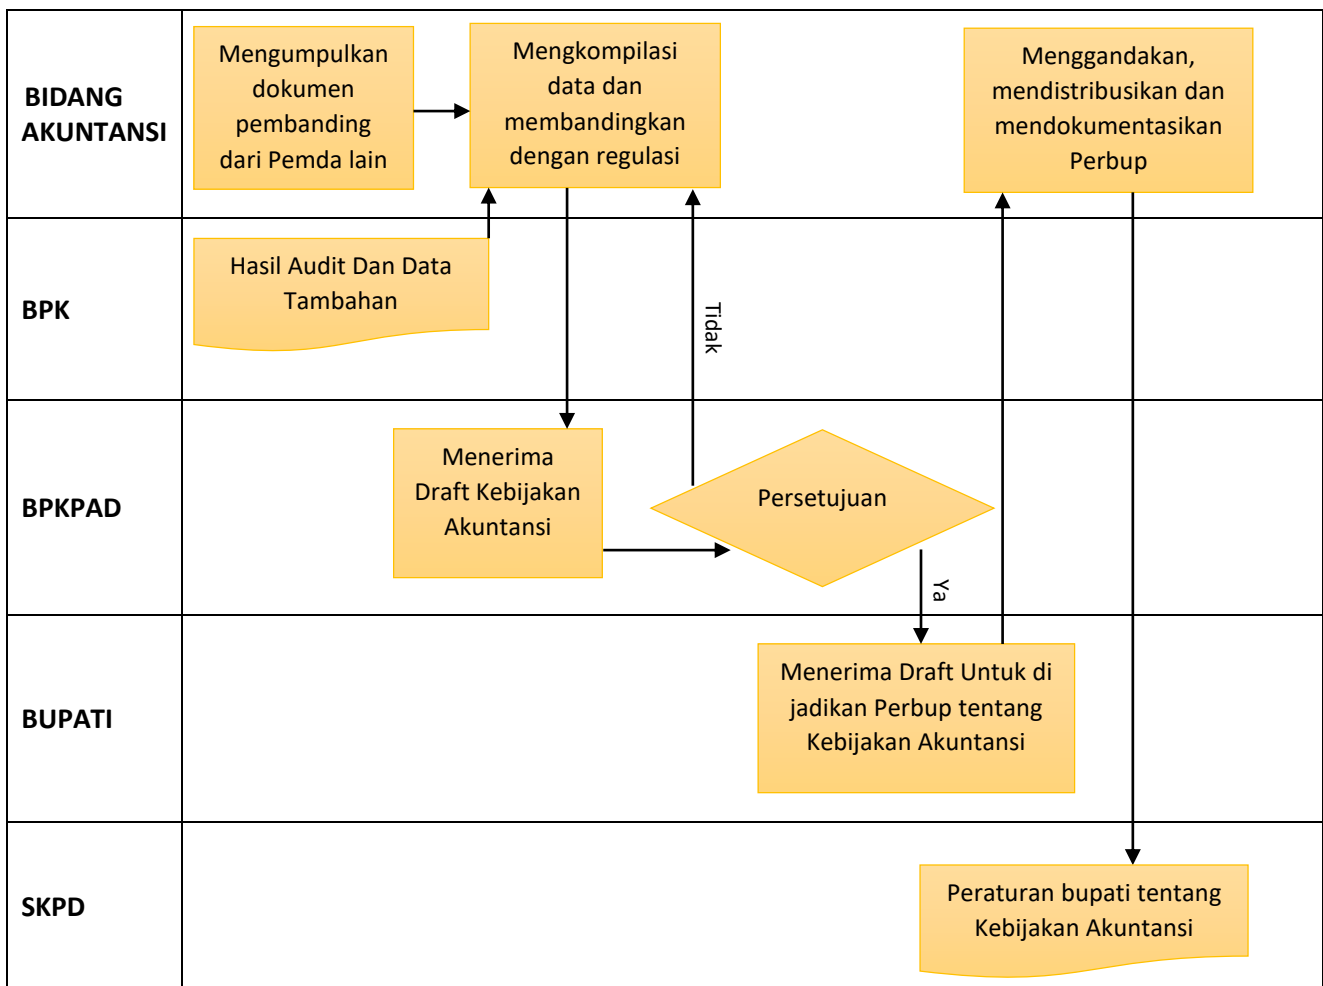 BIDANG
AKUNTANSI
Mengumpulkan
dokumen
pembanding
dari Pemda lain
Mengkompilasi
data dan
membandingkan
dengan regulasi
Menggandakan,
mendistribusikan dan
mendokumentasikan
Perbup
BPK
Hasil Audit Dan Data
Tambahan
Tidak
BPKPAD
Menerima
Draft Kebijakan
Akuntansi
Persetujuan
Ya
BUPATI
Menerima Draft Untuk di
jadikan Perbup tentang
Kebijakan Akuntansi
SKPD
Peraturan bupati tentang
Kebijakan Akuntansi